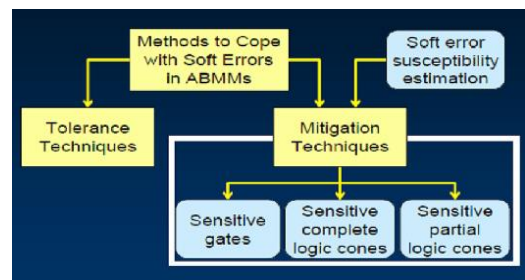 Methods to Cope
with Soft Errors
in ABMMs
Soft error
susceptibility
estimation
Tolerance
Techniques
Mitigation
Techniques
Sensitive
gates
Sensitive
complete
logic cones
Sensitive
partial
logic cones